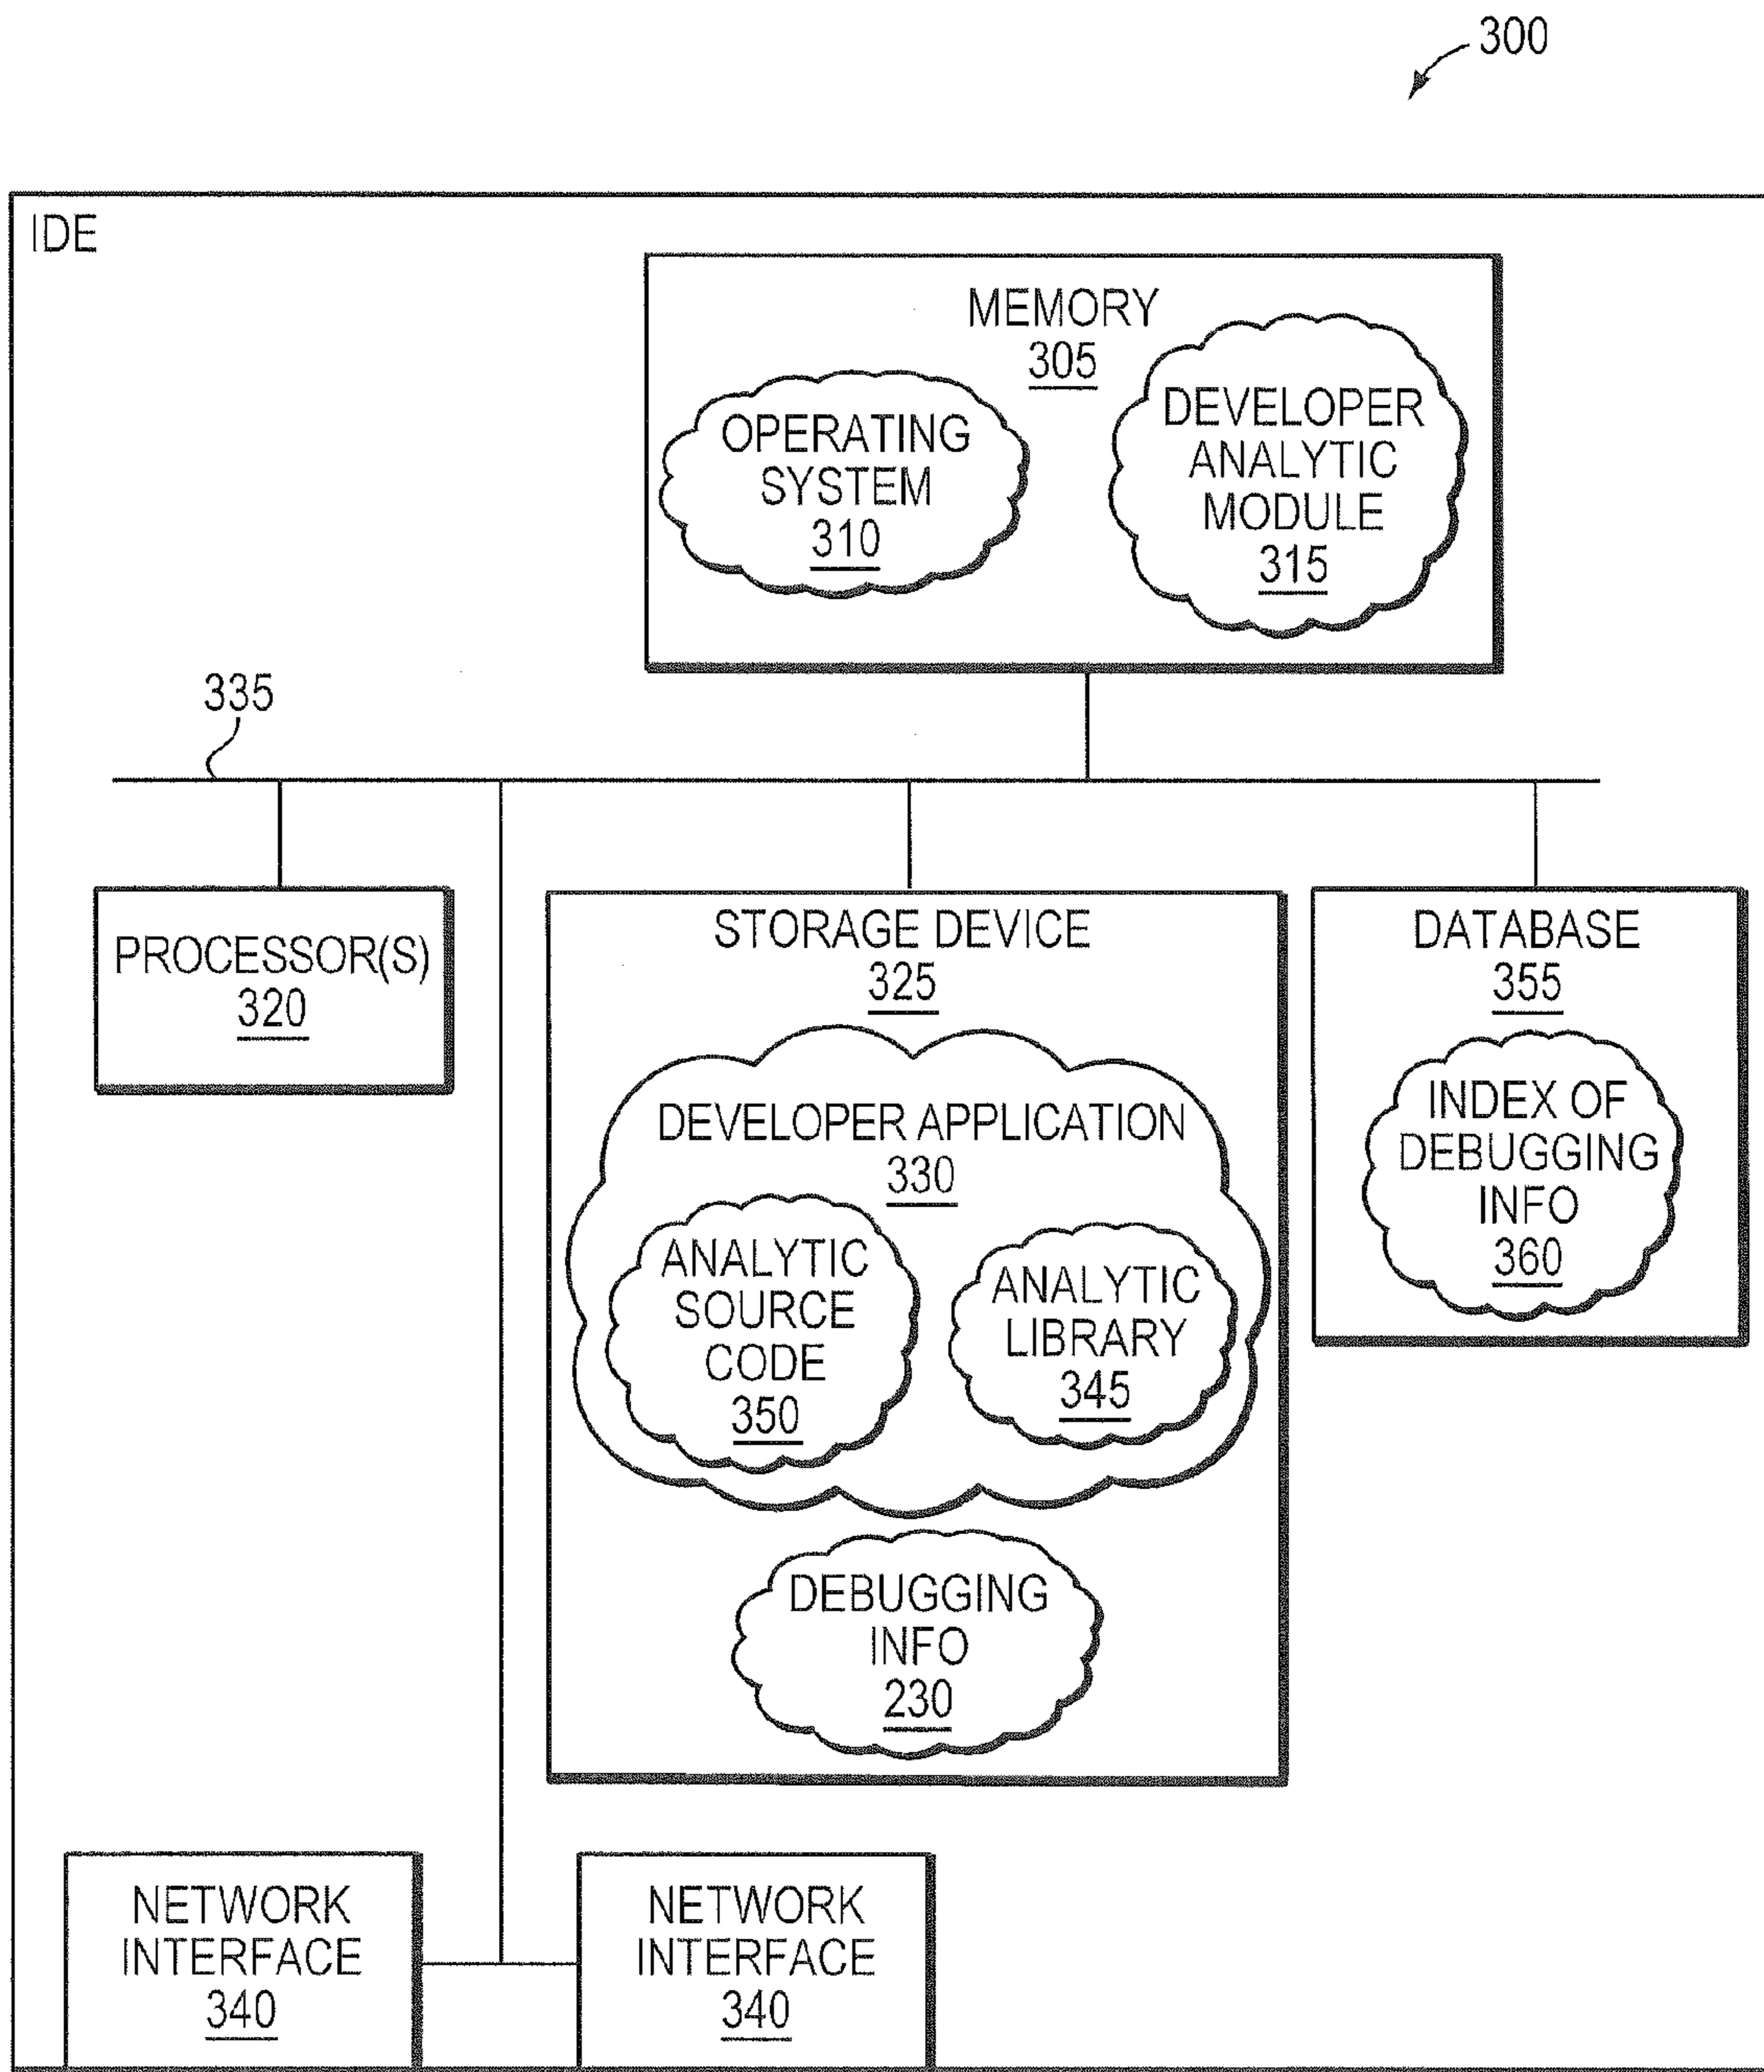 300
IDE
MEMORY
305
OPERATING
SYSTEM
310
DEVELOPER
ANALYTIC
MODULE
315
335
PROCESSOR(S)
320
STORAGE DEVICE
325
DEVELOPER APPLICATION
330
ANALYTIC
SOURCE
CODE
350
ANALYTIC
LIBRARY
345
DEBUGGING
INFO
230
DATABASE
355
INDEX OF
DEBUGGING
INFO
360
NETWORK
INTERFACE
340
NETWORK
INTERFACE
340